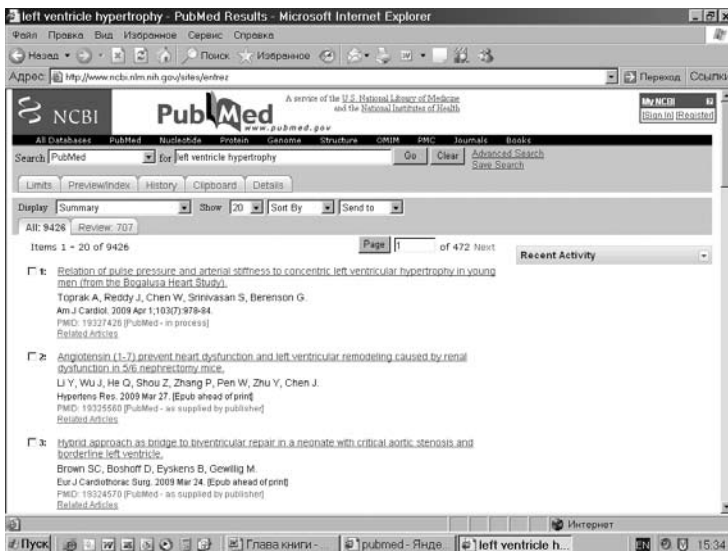 left ventricle hypertrophy - PubMed Results - Microsoft Internet Explorer
Файл Правка Вид Избранное Сервис Справка
Назад Поиск Избранное
Адрес: http://www.ncbi.nlm.nih.gov/sites/entrez Переход Ссылки
NCBI PubMed www.pubmed.gov
A service of the U.S. National Library of Medicine
and the National Institutes of Health
My NCBI
[Sign In] [Register]
All Databases PubMed Nucleotide Protein Genome Structure OMIM PMC Journals Books
Search PubMed for left ventricle hypertrophy Go Clear Advanced Search
Save Search
Limits Preview/Index History Clipboard Details
Display Summary Show 20 Sort By Send to
All: 9426 Review: 707
Items 1 - 20 of 9426 Page 1 of 472 Next
Recent Activity
1: Relation of pulse pressure and arterial stiffness to concentric left ventricular hypertrophy in young
men (from the Bogalusa Heart Study).
Toprak A, Reddy J, Chen W, Srinivasan S, Berenson G.
Am J Cardiol. 2009 Apr 1;103(7):978-84.
PMID: 19327426 [PubMed - in process]
Related Articles
2: Angiotensin (1-7) prevent heart dysfunction and left ventricular remodeling caused by renal
dysfunction in 5/6 nephrectomy mice.
Li Y, Wu J, He Q, Shou Z, Zhang P, Pen W, Zhu Y, Chen J.
Hypertens Res. 2009 Mar 27. [Epub ahead of print]
PMID: 19325560 [PubMed - as supplied by publisher]
Related Articles
3: Hybrid approach as bridge to biventricular repair in a neonate with critical aortic stenosis and
borderline left ventricle.
Brown SC, Boshoff D, Eyskens B, Gewillig M.
Eur J Cardiothorac Surg. 2009 Mar 24. [Epub ahead of print]
PMID: 19324570 [PubMed - as supplied by publisher]
Related Articles
Интернет
Пуск Глава книги - ... pubmed - Янде... left ventricle h... EN 15:34